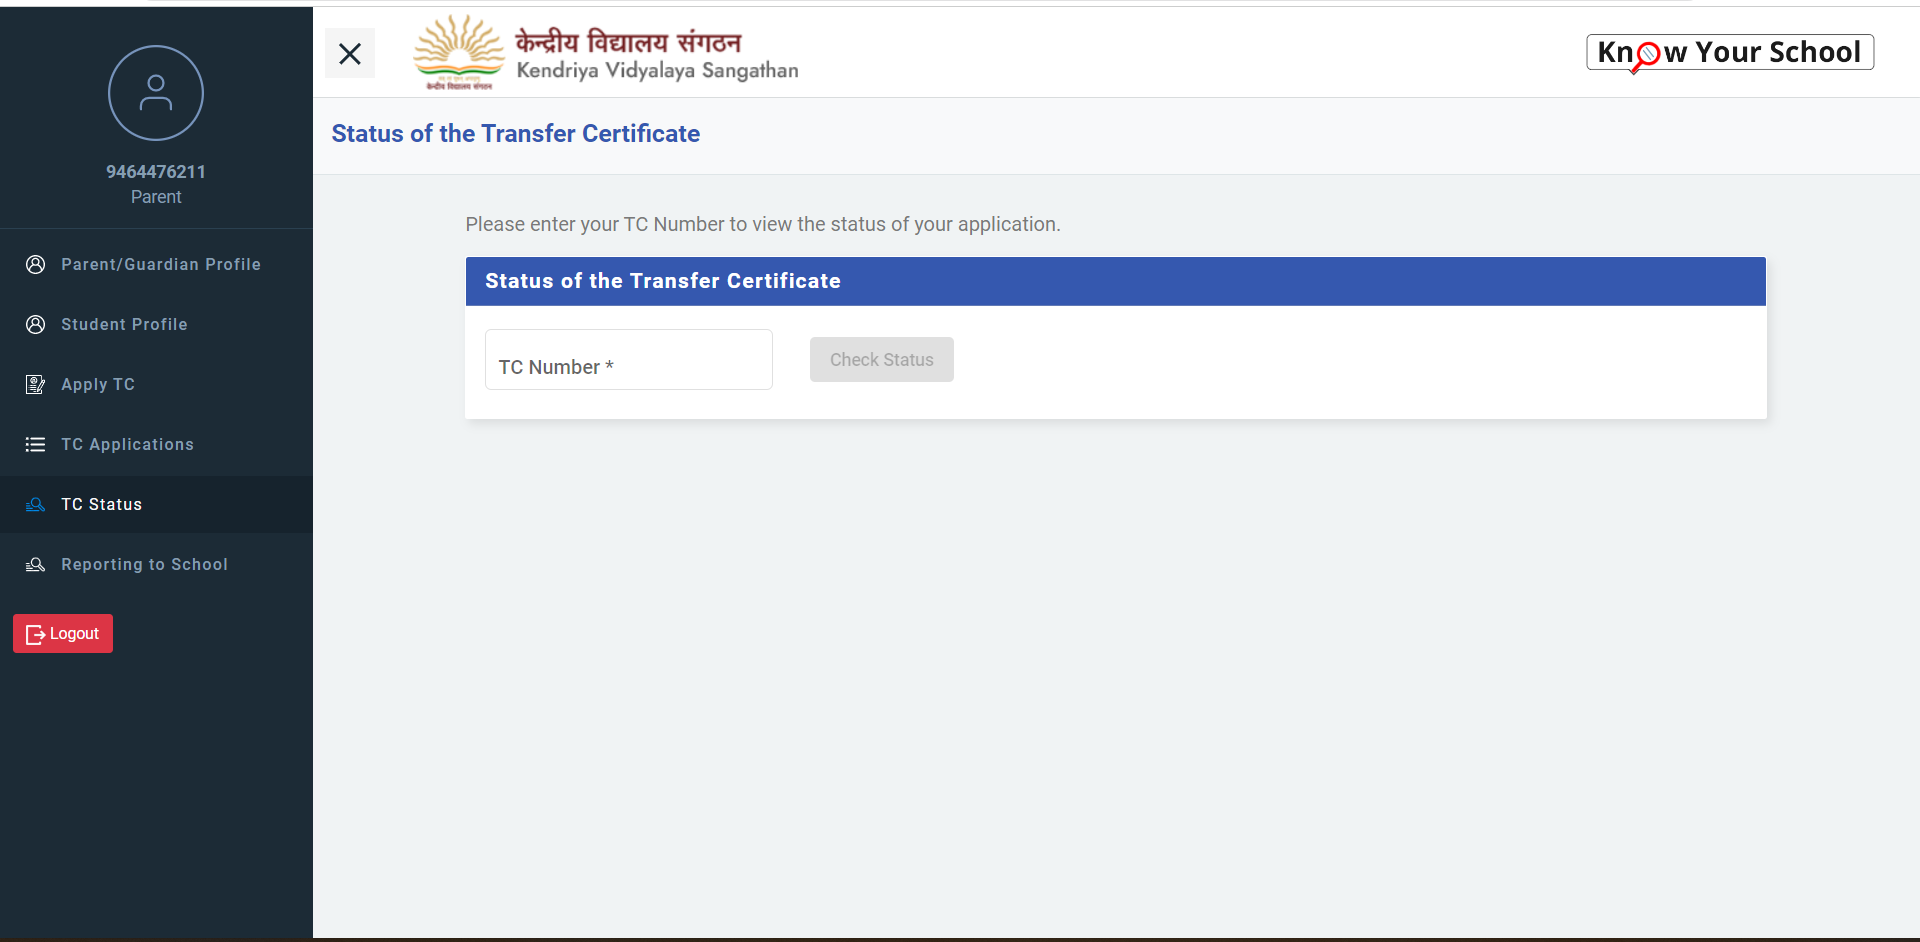 9464476211
Parent
Parent/Guardian Profile
Student Profile
Apply TC
TC Applications
TC Status
Reporting to School
Logout
केन्द्रीय विद्यालय संगठन
Kendriya Vidyalaya Sangathan
केन्द्रीय विद्यालय संगठन
Know Your School
Status of the Transfer Certificate
Please enter your TC Number to view the status of your application.
Status of the Transfer Certificate
TC Number *
Check Status